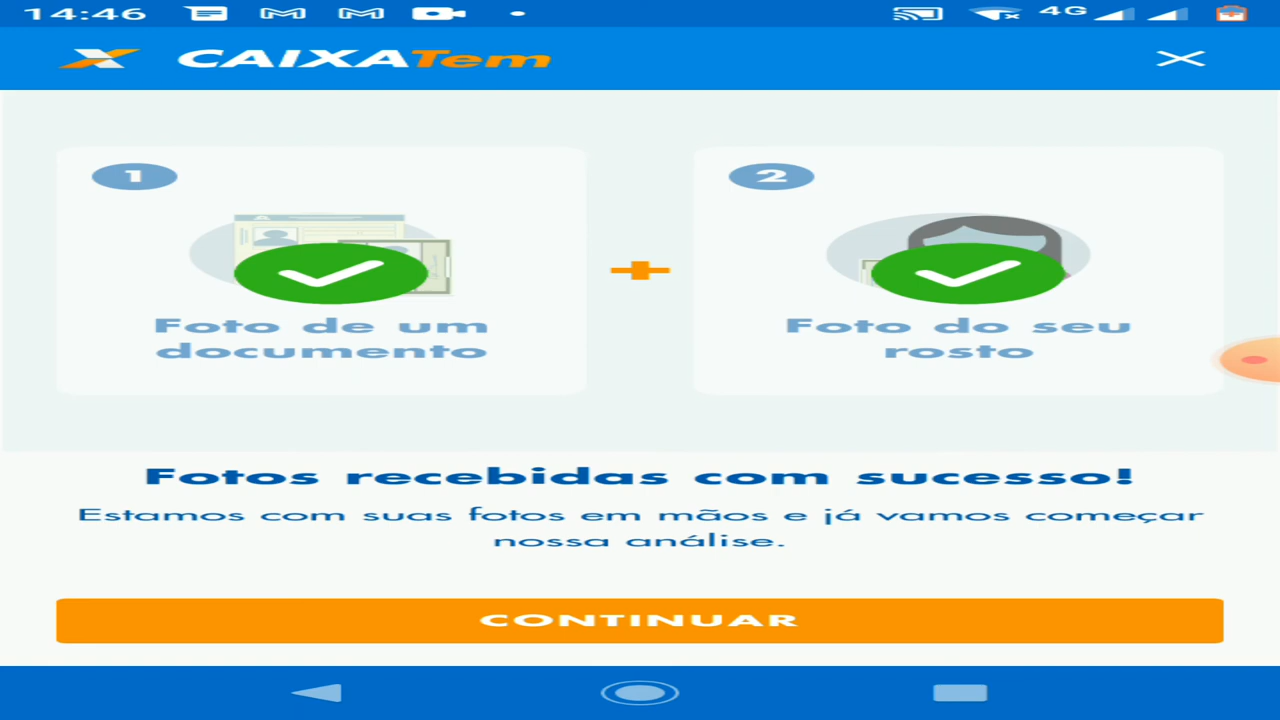 14:46
4G
CAIXATem
1
2
Foto de um
documento
Foto do seu
rosto
Fotos recebidas com sucesso!
Estamos com suas fotos em mãos e já vamos começar
nossa análise.
CONTINUAR